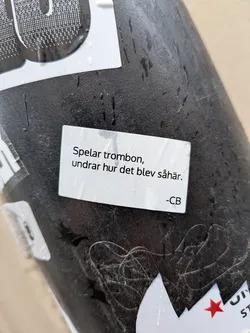 Spelar trombon,
undrar hur det blev såhär.
-CB